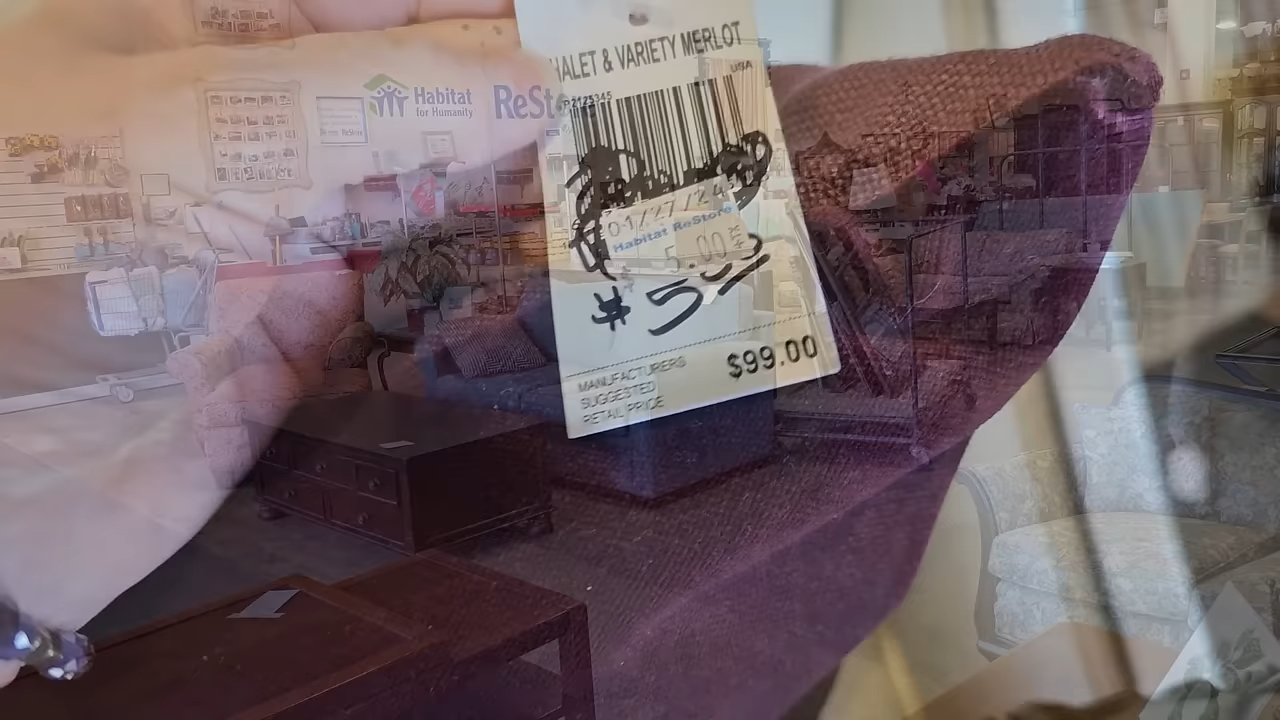 HALET & VARIETY MERLOT
USA
Habitat
for Humanity
ReSto
P2125345
01/27/24
Habitat ReStore
5.00
# 5
$99.00
MANUFACTURERS
SUGGESTED
RETAIL PRICE